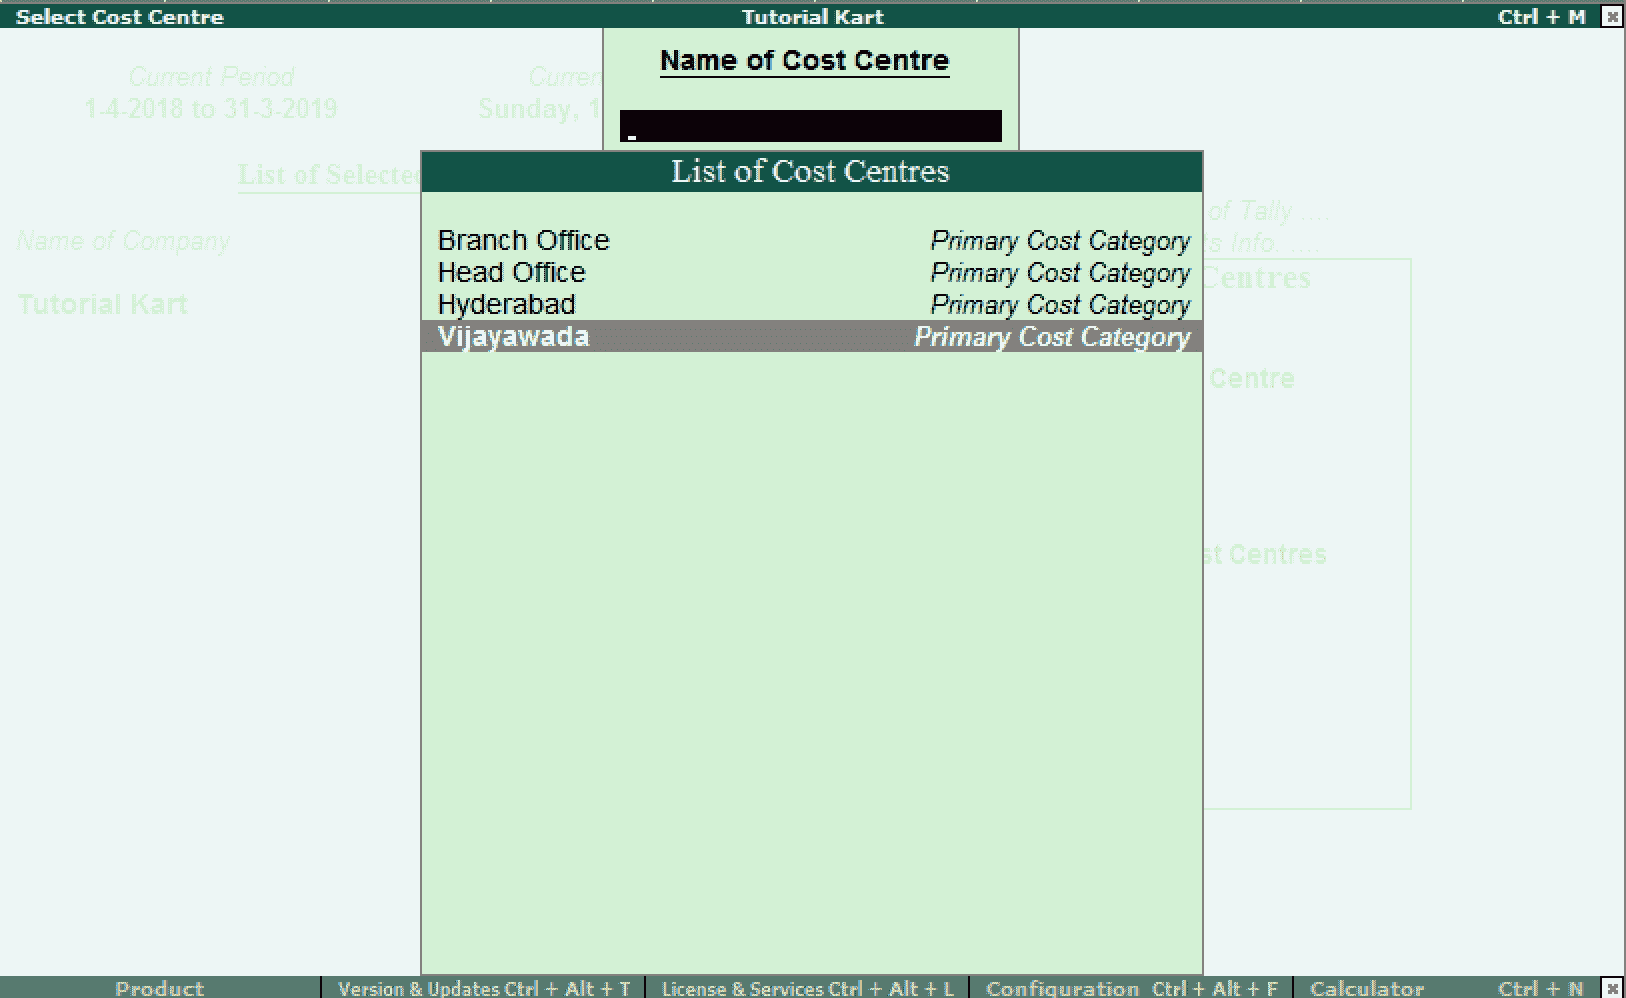 Select Cost Centre Tutorial Kart Ctrl + M
Name of Cost Centre
Current Period Curren
1-4-2018 to 31-3-2019 Sunday, 1
List of Cost Centres
List of Selected
of Tally ....
Branch Office Primary Cost Category
Name of Company ts Info. ....
Head Office Primary Cost Category
Centres
Hyderabad Primary Cost Category
Tutorial Kart
Vijayawada Primary Cost Category
Centre
st Centres
Product Version & Updates Ctrl + Alt + T License & Services Ctrl + Alt + L Configuration Ctrl + Alt + F Calculator Ctrl + N